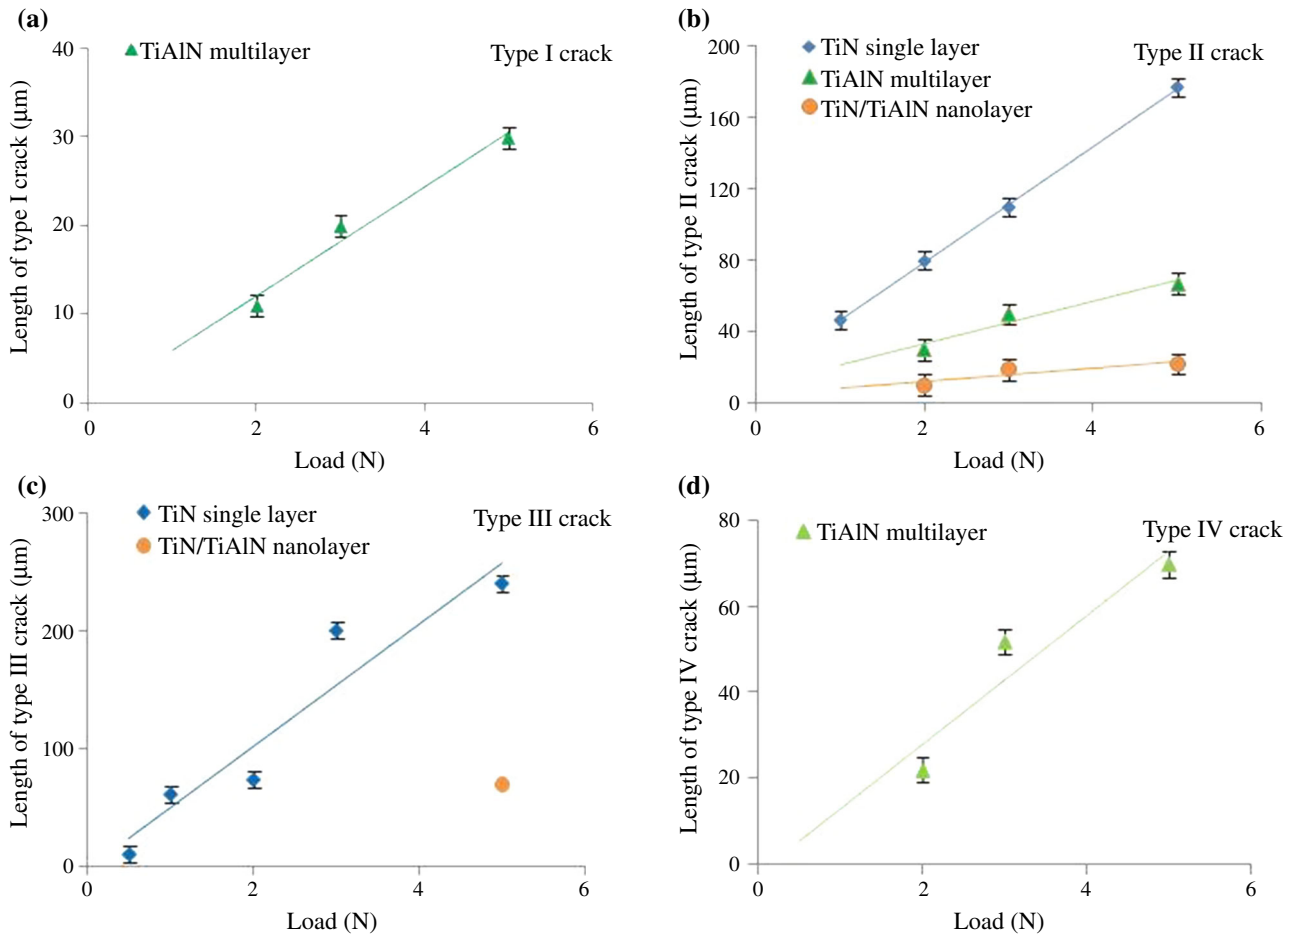 (a)
TiAlN multilayer
Type I crack
Length of type I crack (μm)
40
30
20
10
0
0
2
4
6
Load (N)
(b)
TiN single layer
TiAlN multilayer
TiN/TiAlN nanolayer
Type II crack
Length of type II crack (μm)
200
160
120
80
40
0
0
2
4
6
Load (N)
(c)
TiN single layer
TiN/TiAlN nanolayer
Type III crack
Length of type III crack (μm)
300
200
100
0
0
2
4
6
Load (N)
(d)
TiAlN multilayer
Type IV crack
Length of type IV crack (μm)
80
60
40
20
0
0
2
4
6
Load (N)